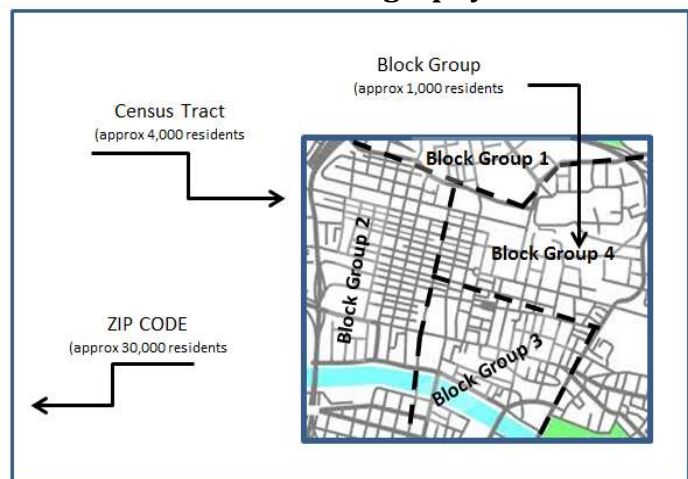 Block Group
(approx 1,000 residents
Census Tract
(approx 4,000 residents
Block Group 1
Block Group 2
Block Group 4
ZIP CODE
(approx 30,000 residents
Block Group 3